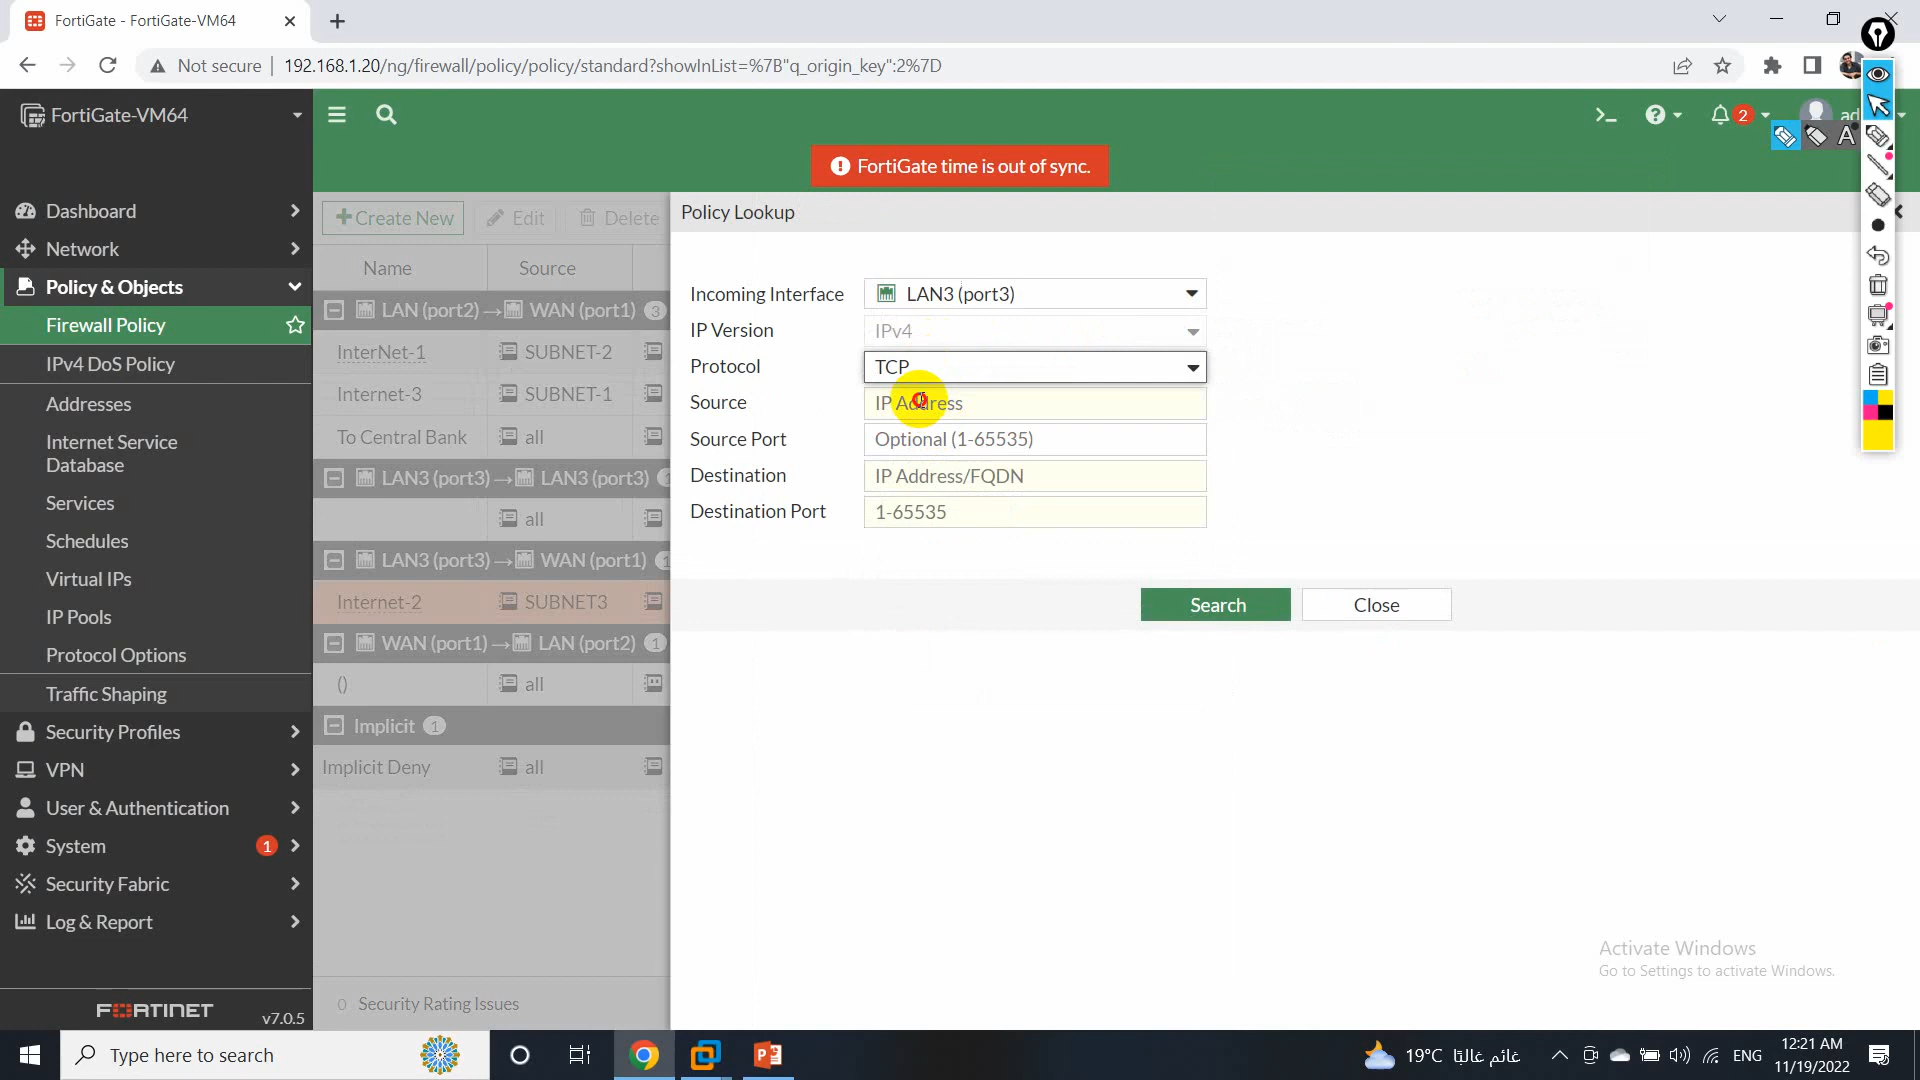 FortiGate - FortiGate-VM64
Not secure
192.168.1.20/ng/firewall/policy/policy/standard?showInList=%7B"q_origin_key":2%7D
FortiGate-VM64
2
ad
FortiGate time is out of sync.
Dashboard
Network
Policy & Objects
Firewall Policy
IPv4 DoS Policy
Addresses
Internet Service
Database
Services
Schedules
Virtual IPs
IP Pools
Protocol Options
Traffic Shaping
Security Profiles
VPN
User & Authentication
System 1
Security Fabric
Log & Report
FORTINET v7.0.5
+Create New Edit Delete
Name Source
LAN (port2)→ WAN (port1) 3
InterNet-1 SUBNET-2
Internet-3 SUBNET-1
To Central Bank all
LAN3 (port3)→ LAN3 (port3) 1
all
LAN3 (port3)→ WAN (port1) 1
Internet-2 SUBNET3
WAN (port1)→ LAN (port2) 1
() all
Implicit 1
Implicit Deny all
0 Security Rating Issues
Policy Lookup
Incoming Interface LAN3 (port3)
IP Version IPv4
Protocol TCP
Source IP Address
Source Port Optional (1-65535)
Destination IP Address/FQDN
Destination Port 1-65535
Search Close
A
Activate Windows
Go to Settings to activate Windows.
Type here to search
19°C غائم غالبًا
ENG
12:21 AM
11/19/2022